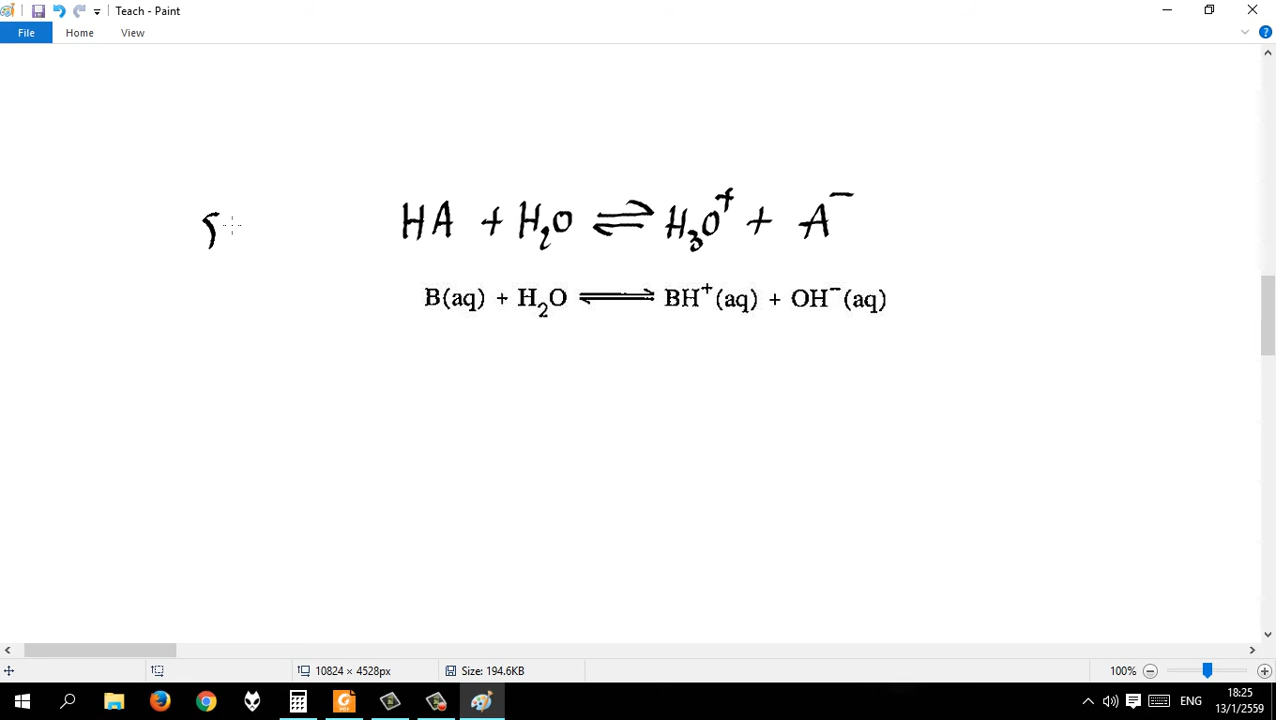 Teach - Paint
File Home View
HA + H₂O ⇌ H₃O⁺ + A⁻
B(aq) + H₂O ⇌ BH⁺(aq) + OH⁻(aq)
10824 × 4528px Size: 194.6KB 100%
ENG 18:25
13/1/2559